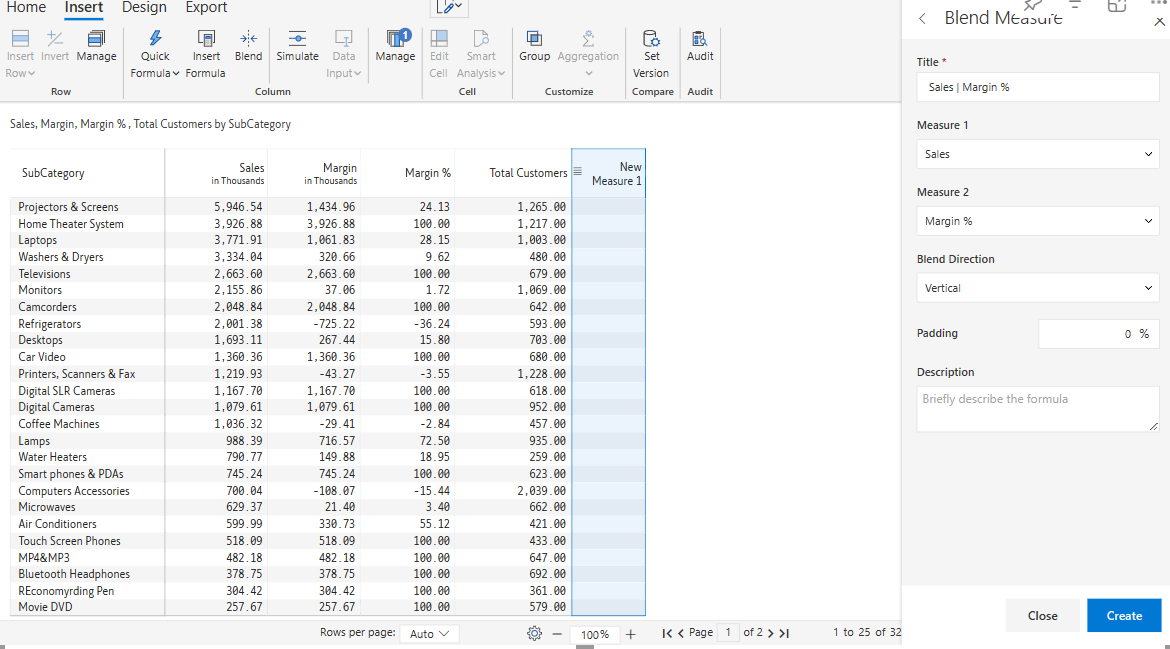 Home Insert Design Export
Insert Row Invert Manage Quick Formula Insert Formula Blend Simulate Data Input Manage 1 Edit Cell Smart Analysis Group Aggregation Set Version Audit
Row Column Cell Customize Compare Audit
Sales, Margin, Margin % , Total Customers by SubCategory
SubCategory Sales in Thousands Margin in Thousands Margin % Total Customers New Measure 1
Projectors & Screens 5,946.54 1,434.96 24.13 1,265.00
Home Theater System 3,926.88 3,926.88 100.00 1,217.00
Laptops 3,771.91 1,061.83 28.15 1,003.00
Washers & Dryers 3,334.04 320.66 9.62 480.00
Televisions 2,663.60 2,663.60 100.00 679.00
Monitors 2,155.86 37.06 1.72 1,069.00
Camcorders 2,048.84 2,048.84 100.00 642.00
Refrigerators 2,001.38 -725.22 -36.24 593.00
Desktops 1,693.11 267.44 15.80 703.00
Car Video 1,360.36 1,360.36 100.00 680.00
Printers, Scanners & Fax 1,219.93 -43.27 -3.55 1,228.00
Digital SLR Cameras 1,167.70 1,167.70 100.00 618.00
Digital Cameras 1,079.61 1,079.61 100.00 952.00
Coffee Machines 1,036.32 -29.41 -2.84 457.00
Lamps 988.39 716.57 72.50 935.00
Water Heaters 790.77 149.88 18.95 259.00
Smart phones & PDAs 745.24 745.24 100.00 623.00
Computers Accessories 700.04 -108.07 -15.44 2,039.00
Microwaves 629.37 21.40 3.40 662.00
Air Conditioners 599.99 330.73 55.12 421.00
Touch Screen Phones 518.09 518.09 100.00 433.00
MP4&MP3 482.18 482.18 100.00 647.00
Bluetooth Headphones 378.75 378.75 100.00 692.00
REconomyrding Pen 304.42 304.42 100.00 361.00
Movie DVD 257.67 257.67 100.00 579.00
Rows per page: Auto 100% Page 1 of 2 1 to 25 of 32
Blend Measure
Title *
Sales | Margin %
Measure 1
Sales
Measure 2
Margin %
Blend Direction
Vertical
Padding 0 %
Description
Briefly describe the formula
Close Create